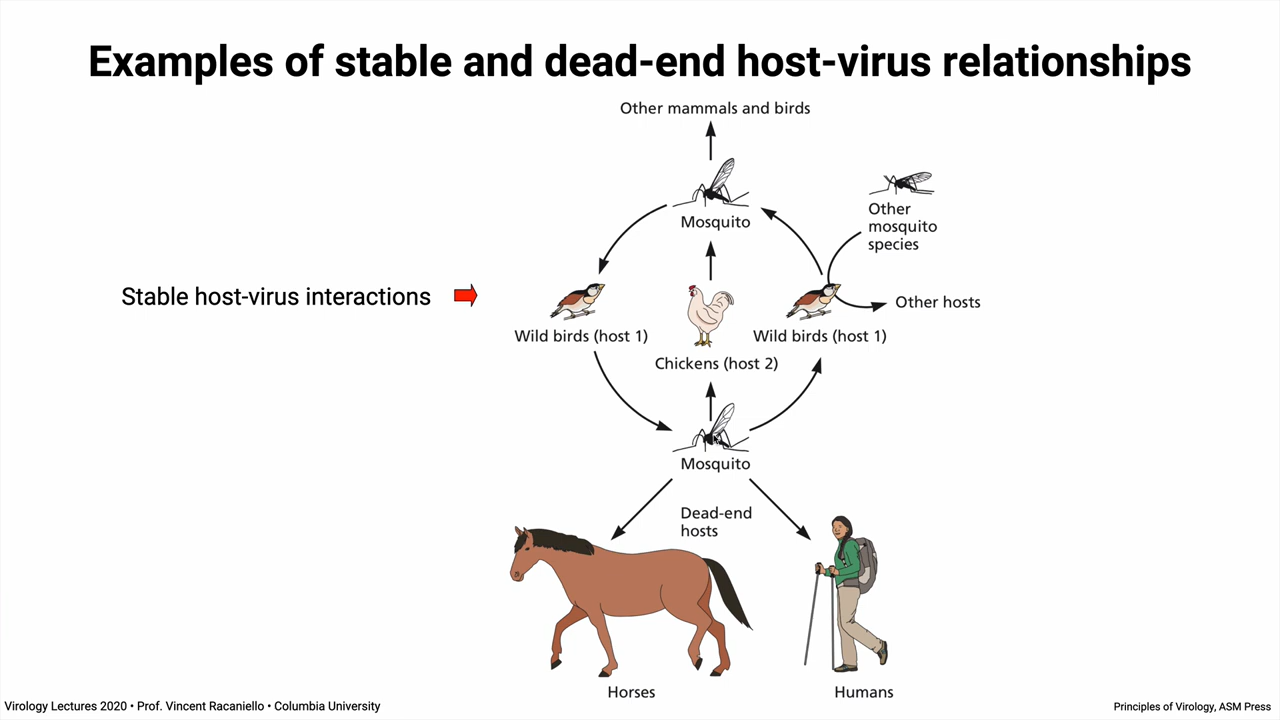 Examples of stable and dead-end host-virus relationships
Other mammals and birds
Mosquito
Other
mosquito
species
Stable host-virus interactions
Other hosts
Wild birds (host 1)
Wild birds (host 1)
Chickens (host 2)
Mosquito
Dead-end
hosts
Horses
Humans
Virology Lectures 2020 • Prof. Vincent Racaniello • Columbia University
Principles of Virology, ASM Press